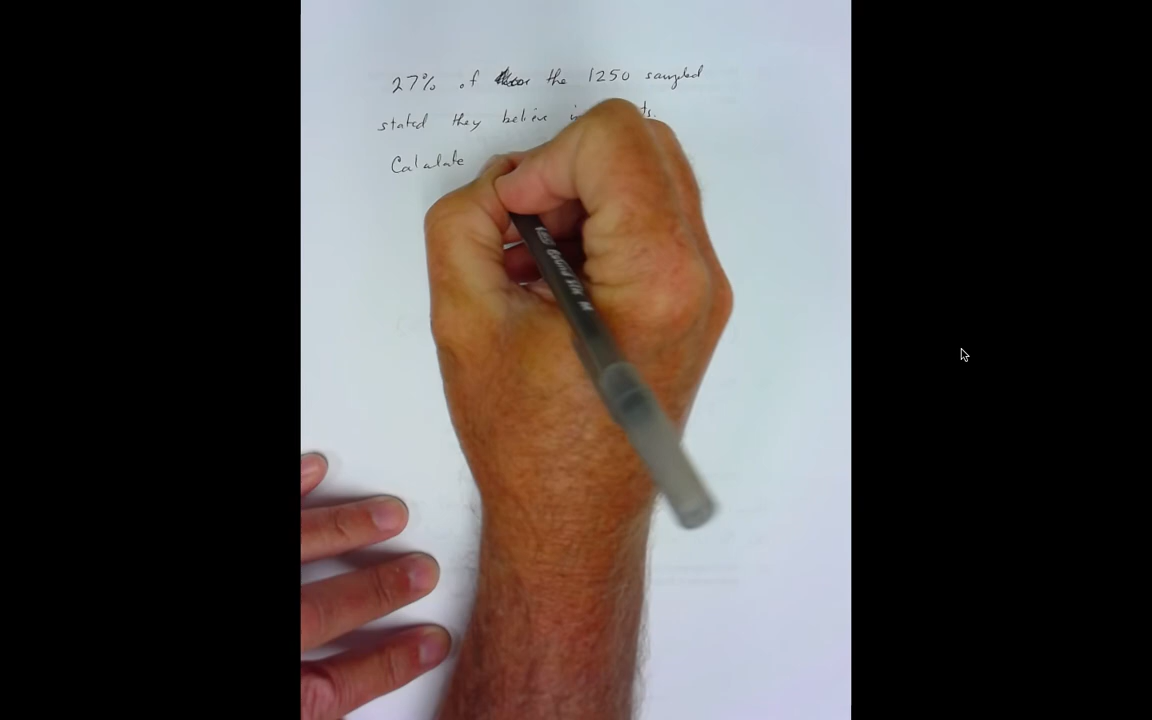 27% of the 1250 sampled
stated they believe in
Calculate